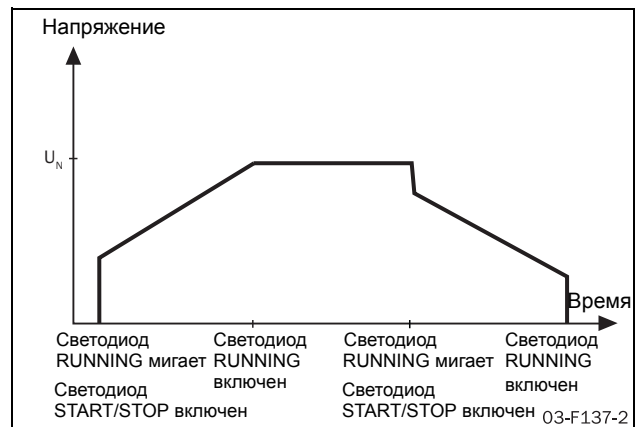 Напряжение
U_N
Время
Светодиод RUNNING мигает
Светодиод START/STOP включен
Светодиод RUNNING включен
Светодиод RUNNING мигает
Светодиод START/STOP включен
Светодиод RUNNING включен
03-F137-2